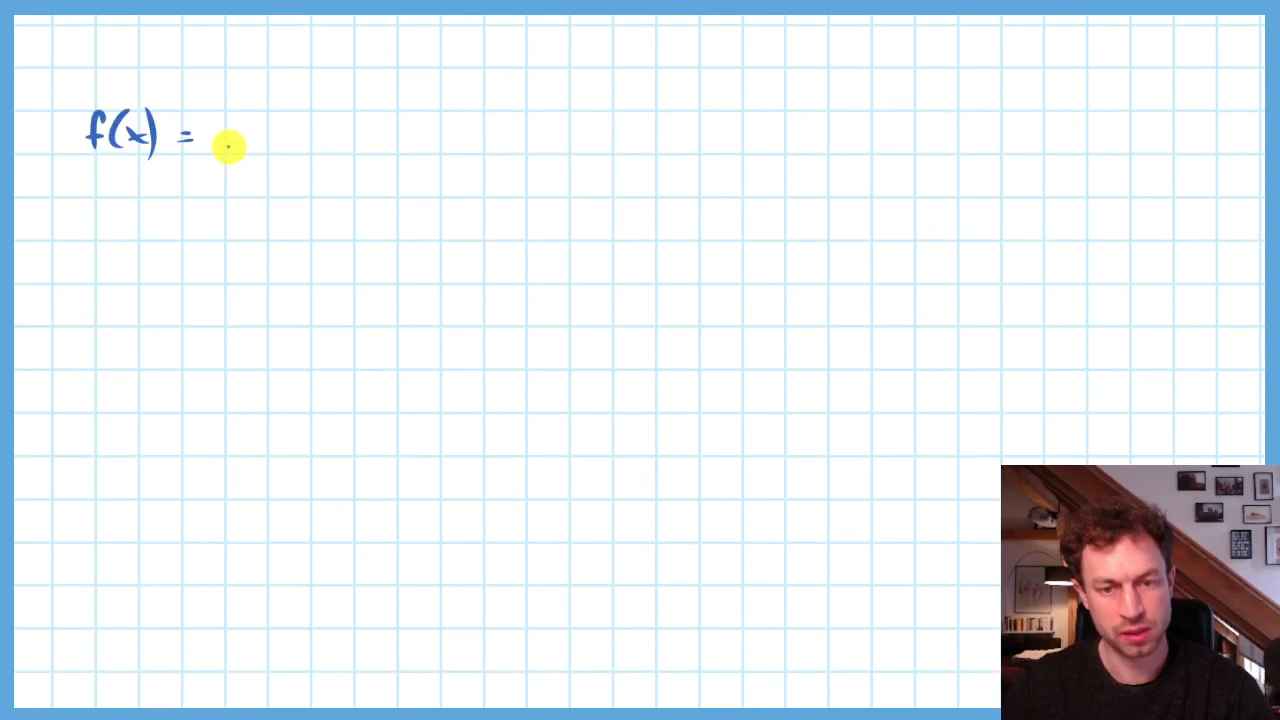 f(x) =